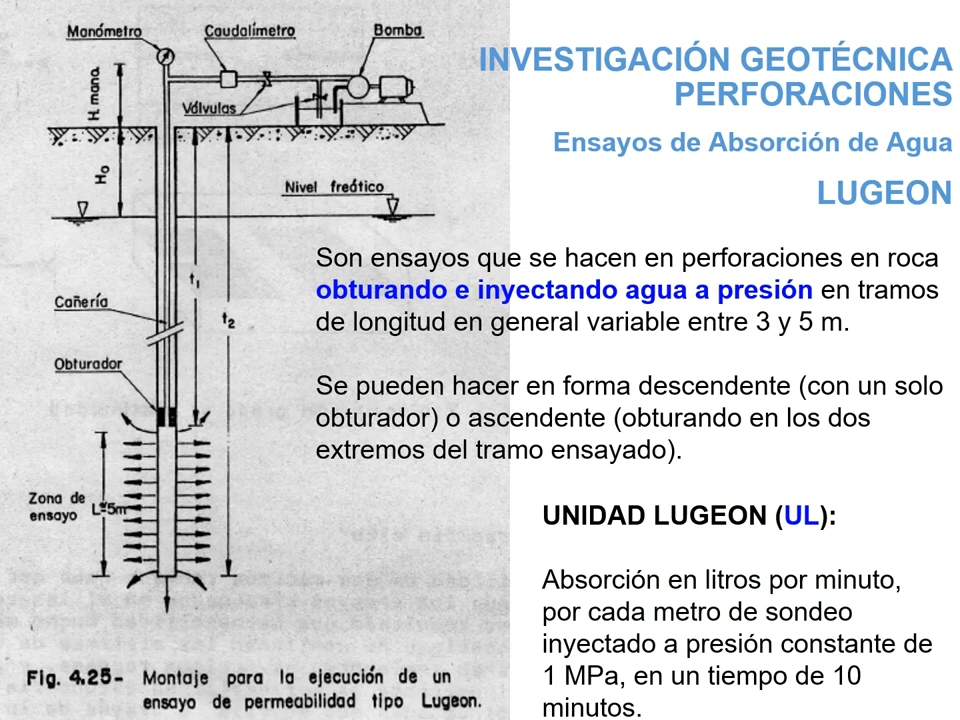 Manómetro
Caudalímetro
Bomba
INVESTIGACIÓN GEOTÉCNICA
PERFORACIONES
H. mano.
Válvulas
Ensayos de Absorción de Agua
H₀
Nivel freático
LUGEON
Son ensayos que se hacen en perforaciones en roca
obturando e inyectando agua a presión en tramos
de longitud en general variable entre 3 y 5 m.
t₁
Cañería
t₂
Obturador
Se pueden hacer en forma descendente (con un solo
obturador) o ascendente (obturando en los dos
extremos del tramo ensayado).
Zona de
ensayo
L≅5m
UNIDAD LUGEON (UL):
Absorción en litros por minuto,
por cada metro de sondeo
inyectado a presión constante de
1 MPa, en un tiempo de 10
minutos.
Fig. 4.25- Montaje para la ejecución de un
ensayo de permeabilidad tipo Lugeon.